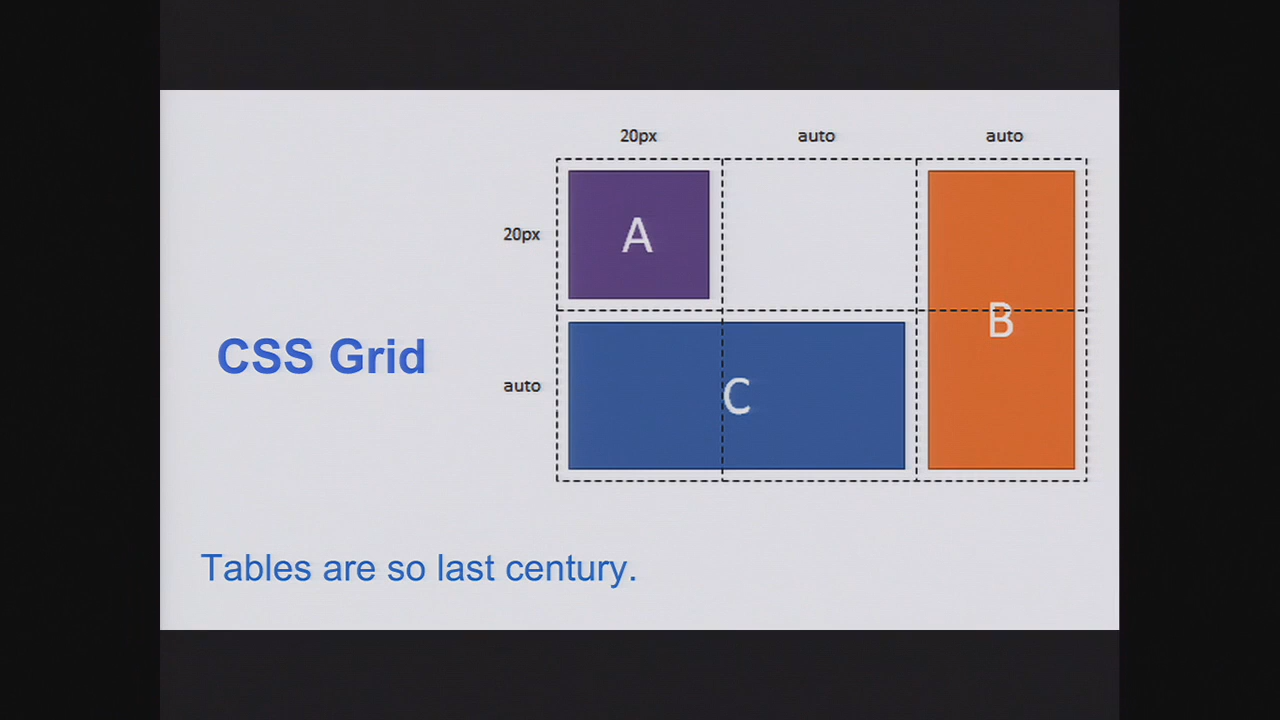 20px auto auto
20px
A
B
CSS Grid
auto
C
Tables are so last century.